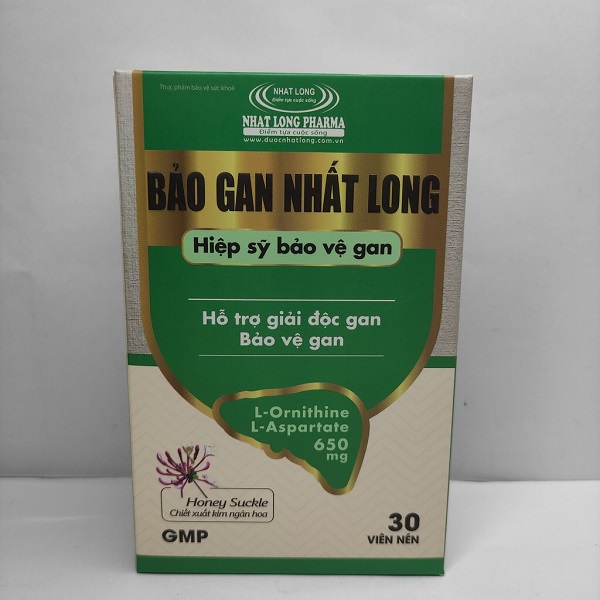 Thực phẩm bảo vệ sức khoẻ
NHAT LONG
Điểm tựa cuộc sống
NHAT LONG PHARMA
Điểm tựa cuộc sống
www.duocnhatlong.com.vn
BẢO GAN NHẤT LONG
Hiệp sỹ bảo vệ gan
Hỗ trợ giải độc gan
Bảo vệ gan
L-Ornithine
L-Aspartate
650
mg
Honey Suckle
Chiết xuất kim ngân hoa
GMP
30
VIÊN NÉN